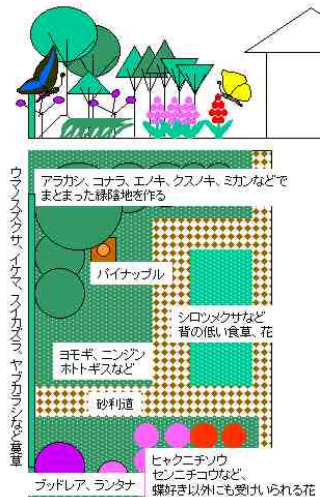 アラカシ、コナラ、エノキ、クスノキ、ミカンなどで
まとまった緑陰地を作る
ウマノスズクサ、イケマ、スイカズラ、ヤブカラシなど蔓草
パイナップル
シロツメクサなど
背の低い食草、花
ヨモギ、ニンジン
ホトトギスなど
砂利道
ヒャクニチソウ
センニチコウなど、
蝶好き以外にも受けいられる花
ブッドレア、ランタナ